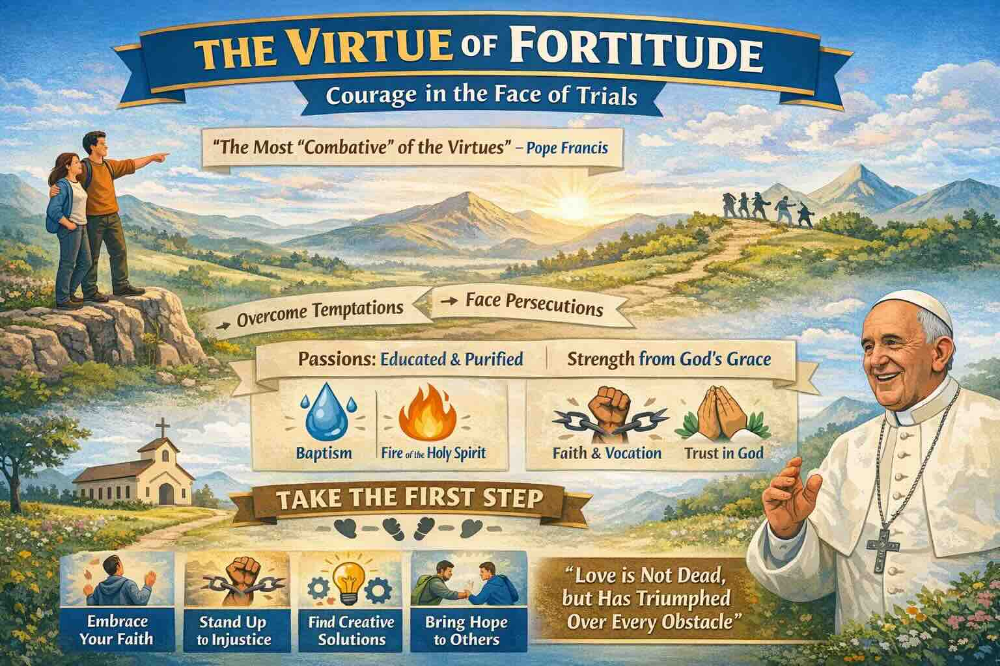 THE VIRTUE OF FORTITUDE
Courage in the Face of Trials
"The Most "Combative" of the Virtues" – Pope Francis
→ Overcome Temptations
→ Face Persecutions
Passions: Educated & Purified
Strength from God's Grace
Baptism
Fire of the Holy Spirit
Faith & Vocation
Trust in God
TAKE THE FIRST STEP
Embrace
Your Faith
Stand Up
to Injustice
Find Creative
Solutions
Bring Hope
to Others
"Love is Not Dead,
but Has Triumphed
Over Every Obstacle"